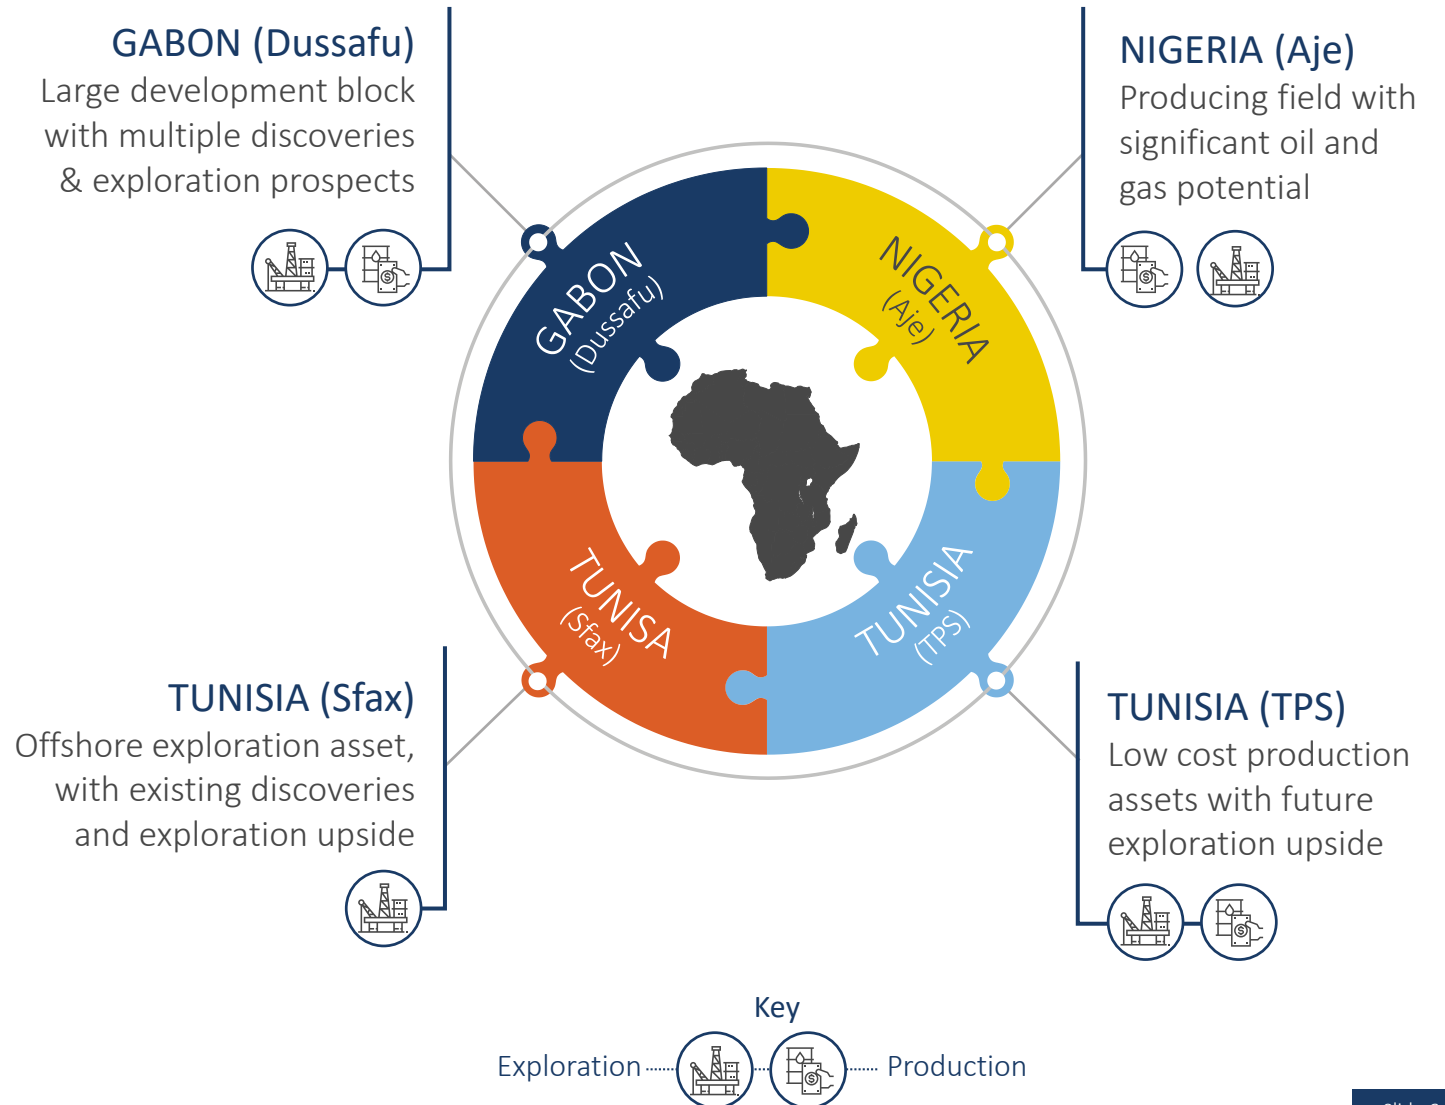 GABON (Dussafu)
Large development block
with multiple discoveries
& exploration prospects
NIGERIA (Aje)
Producing field with
significant oil and
gas potential
GABON
(Dussafu)
NIGERIA
(Aje)
TUNISA
(Sfax)
TUNISIA
(TPS)
TUNISIA (Sfax)
Offshore exploration asset,
with existing discoveries
and exploration upside
TUNISIA (TPS)
Low cost production
assets with future
exploration upside
Key
Exploration
Production